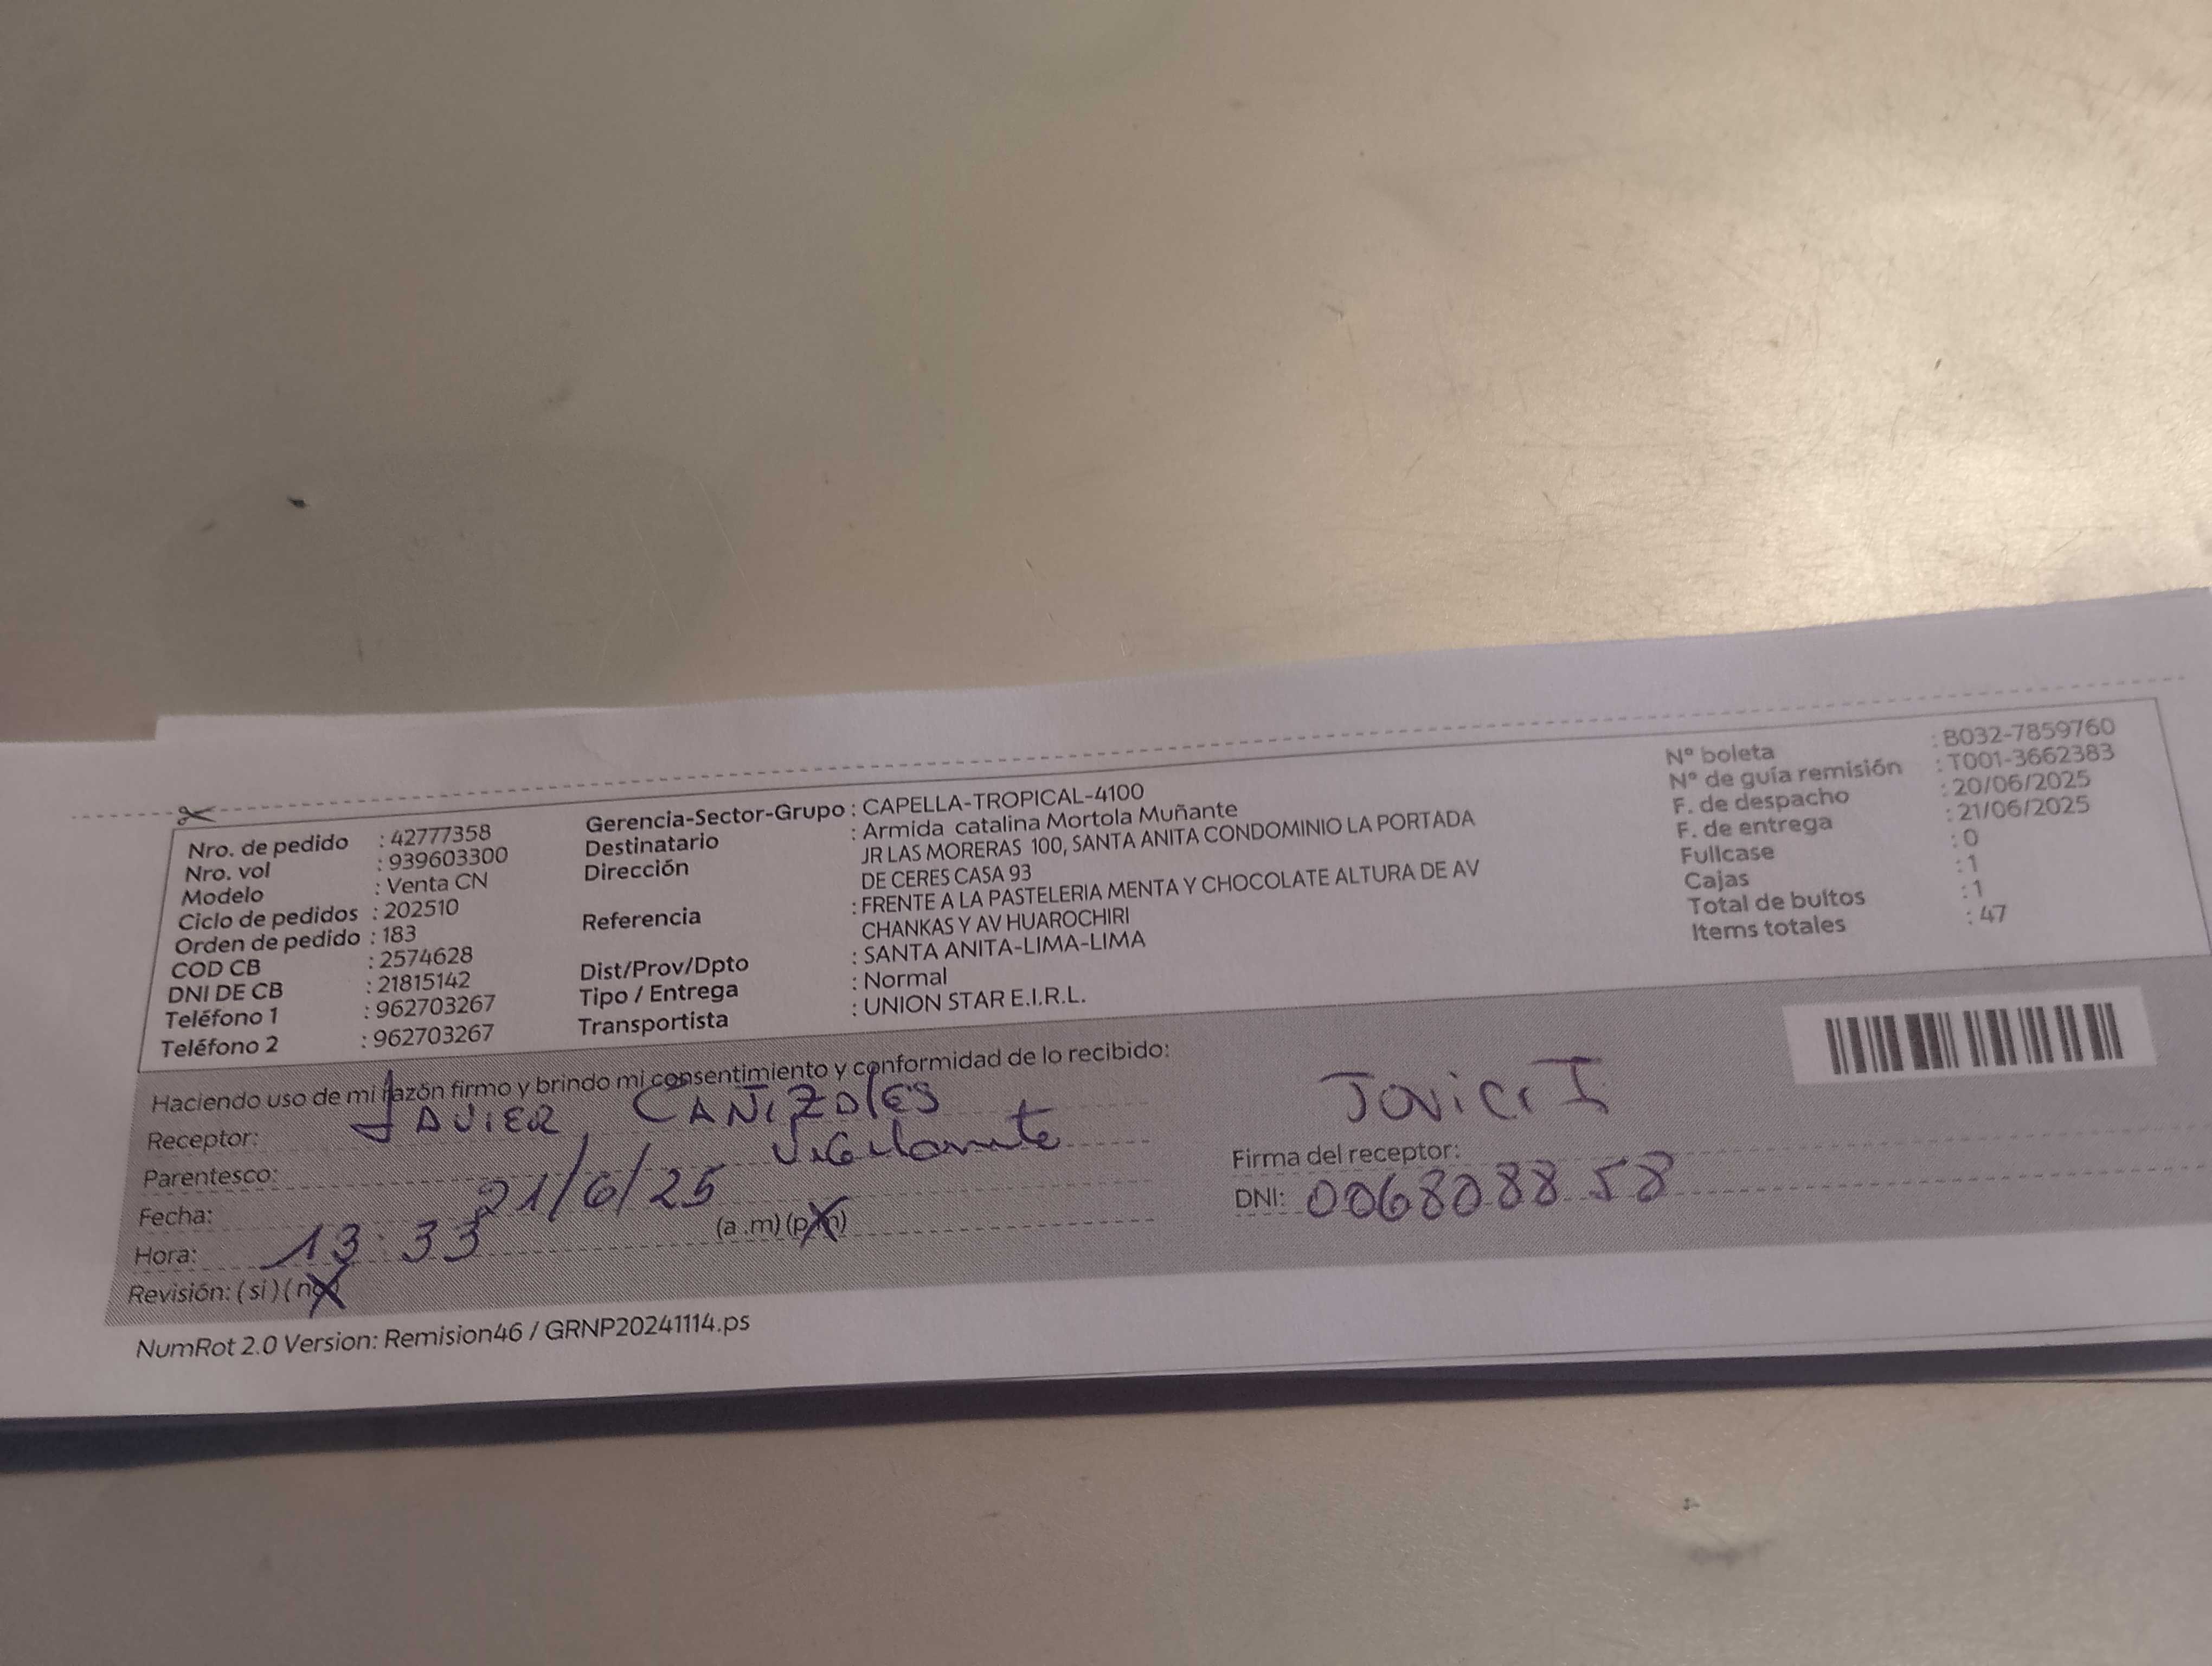 Nro. de pedido : 42777358
Nro. vol : 939603300
Modelo : Venta CN
Ciclo de pedidos : 202510
Orden de pedido : 183
COD CB : 2574628
DNI DE CB : 21815142
Teléfono 1 : 962703267
Teléfono 2 : 962703267
Gerencia-Sector-Grupo : CAPELLA-TROPICAL-4100
Destinatario : Armida catalina Mortola Muñante
Dirección JR LAS MORERAS 100, SANTA ANITA CONDOMINIO LA PORTADA
DE CERES CASA 93
Referencia : FRENTE A LA PASTELERIA MENTA Y CHOCOLATE ALTURA DE AV
CHANKAS Y AV HUAROCHIRI
Dist/Prov/Dpto : SANTA ANITA-LIMA-LIMA
Tipo / Entrega : Normal
Transportista : UNION STAR E.I.R.L.
N° boleta : B032-7859760
N° de guía remisión : T001-3662383
F. de despacho : 20/06/2025
F. de entrega : 21/06/2025
Fullcase : 0
Cajas : 1
Total de bultos : 1
Items totales : 47
Haciendo uso de mi razón firmo y brindo mi consentimiento y conformidad de lo recibido:
Receptor: JAVIER CAÑIZALES
Parentesco: Vigilante
Fecha: 21/6/25
Hora: 13:33 (a.m) (p.m)
Revisión: (si) (no)
Firma del receptor:
DNI: 0068088858
NumRot 2.0 Version: Remision46 / GRNP20241114.ps